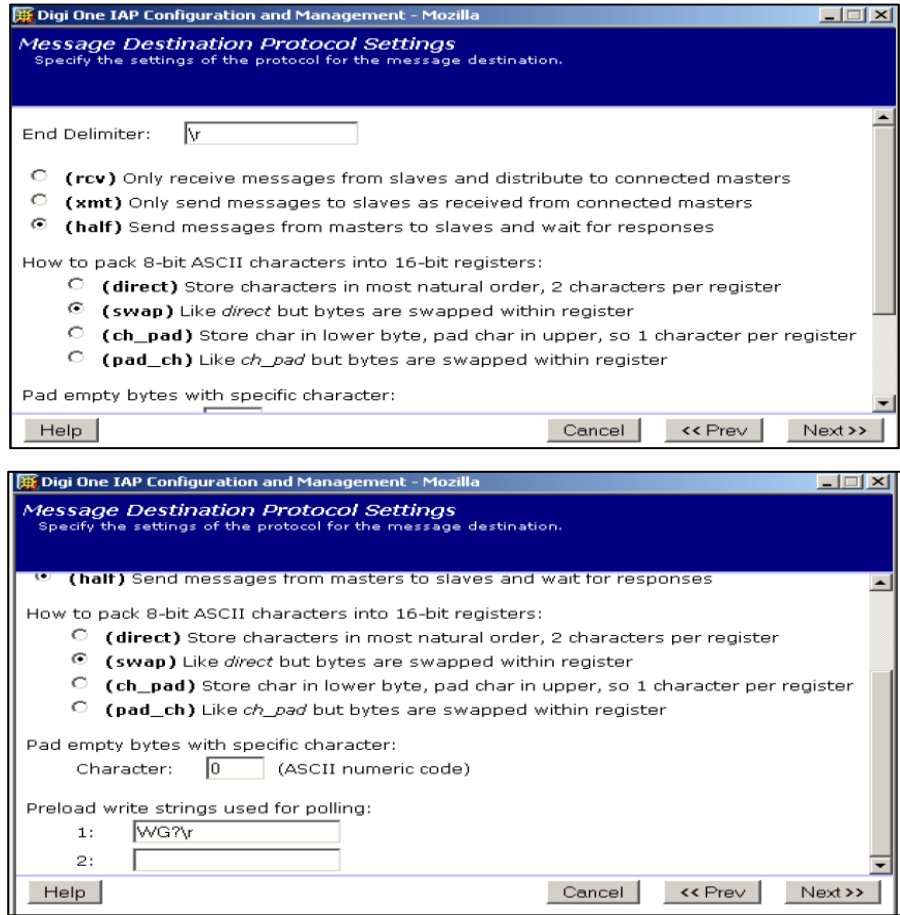 Digi One IAP Configuration and Management - Mozilla
Message Destination Protocol Settings
Specify the settings of the protocol for the message destination.
End Delimiter: \r
(rcv) Only receive messages from slaves and distribute to connected masters
(xmt) Only send messages to slaves as received from connected masters
(half) Send messages from masters to slaves and wait for responses
How to pack 8-bit ASCII characters into 16-bit registers:
(direct) Store characters in most natural order, 2 characters per register
(swap) Like direct but bytes are swapped within register
(ch_pad) Store char in lower byte, pad char in upper, so 1 character per register
(pad_ch) Like ch_pad but bytes are swapped within register
Pad empty bytes with specific character:
Help Cancel << Prev Next >>
Digi One IAP Configuration and Management - Mozilla
Message Destination Protocol Settings
Specify the settings of the protocol for the message destination.
(half) Send messages from masters to slaves and wait for responses
How to pack 8-bit ASCII characters into 16-bit registers:
(direct) Store characters in most natural order, 2 characters per register
(swap) Like direct but bytes are swapped within register
(ch_pad) Store char in lower byte, pad char in upper, so 1 character per register
(pad_ch) Like ch_pad but bytes are swapped within register
Pad empty bytes with specific character:
Character: 0 (ASCII numeric code)
Preload write strings used for polling:
1: WG?\r
2:
Help Cancel << Prev Next >>